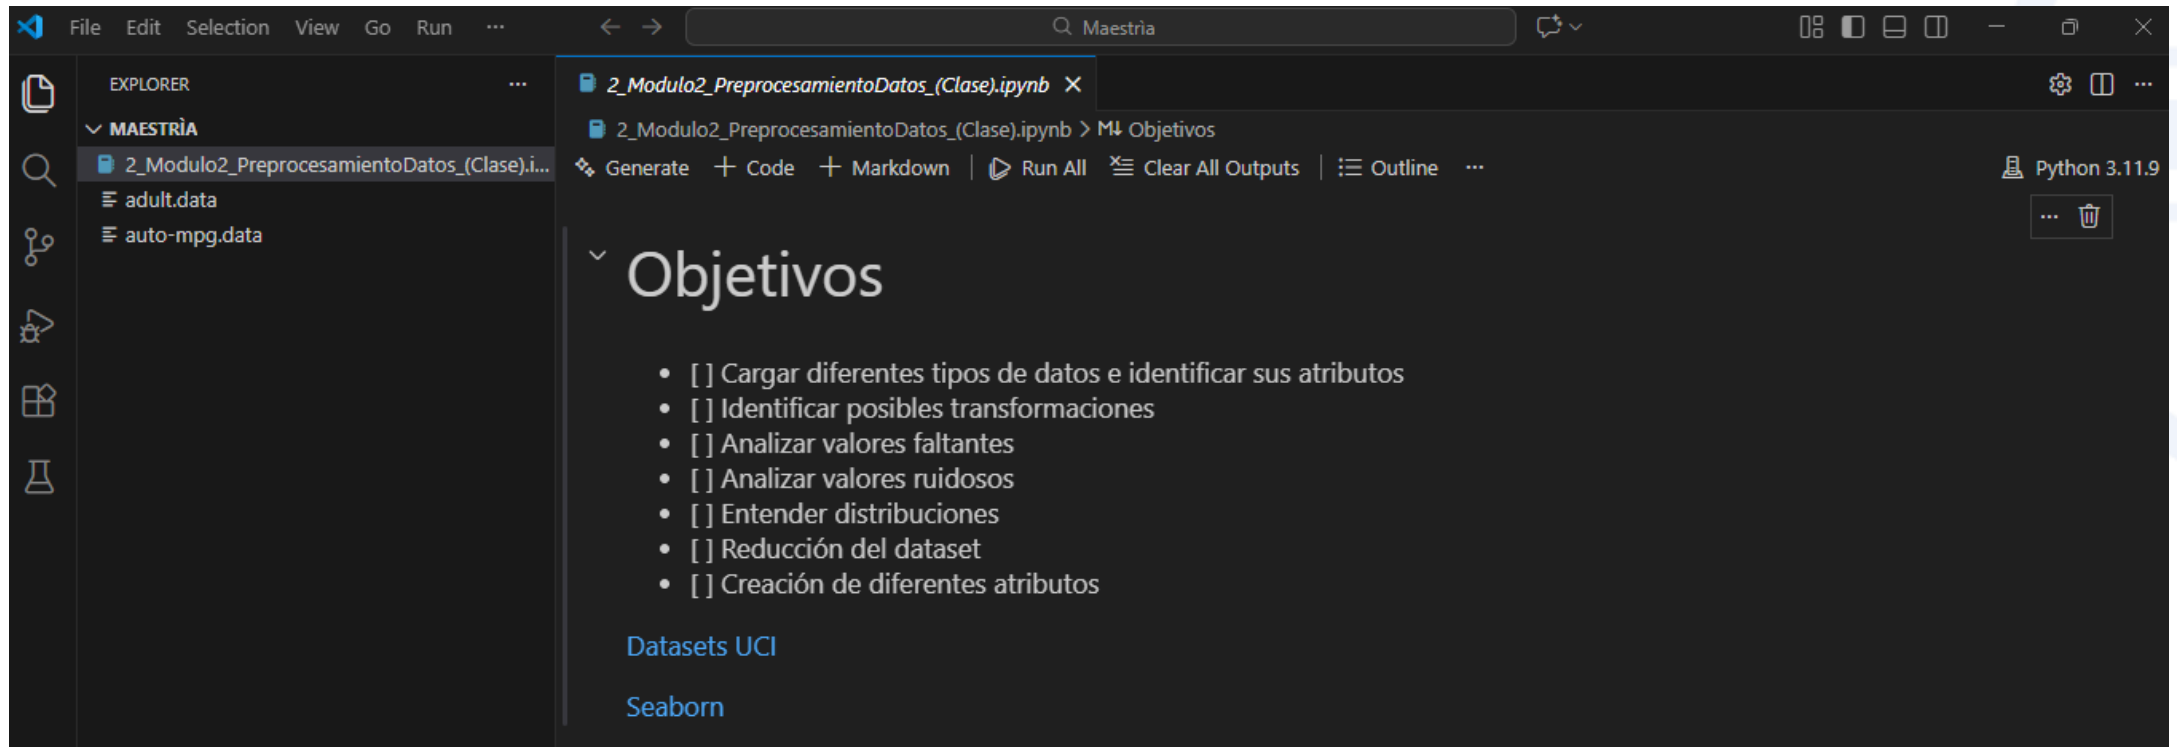 File Edit Selection View Go Run ···
Maestrìa
EXPLORER ···
MAESTRÌA
2_Modulo2_PreprocesamientoDatos_(Clase).i...
adult.data
auto-mpg.data
2_Modulo2_PreprocesamientoDatos_(Clase).ipynb
2_Modulo2_PreprocesamientoDatos_(Clase).ipynb > M↓ Objetivos
Generate + Code + Markdown | Run All Clear All Outputs | Outline ···
Python 3.11.9
Objetivos
• [ ] Cargar diferentes tipos de datos e identificar sus atributos
• [ ] Identificar posibles transformaciones
• [ ] Analizar valores faltantes
• [ ] Analizar valores ruidosos
• [ ] Entender distribuciones
• [ ] Reducción del dataset
• [ ] Creación de diferentes atributos
Datasets UCI
Seaborn